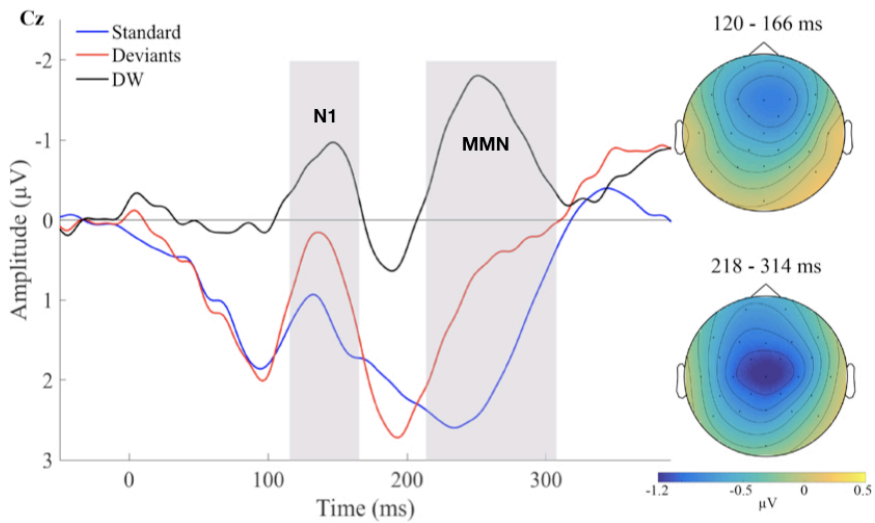 Cz
Standard
Deviants
DW
-2
-1
0
1
2
3
Amplitude (µV)
N1
MMN
0
100
200
300
Time (ms)
120 - 166 ms
218 - 314 ms
-1.2
-0.5
0
0.5
µV